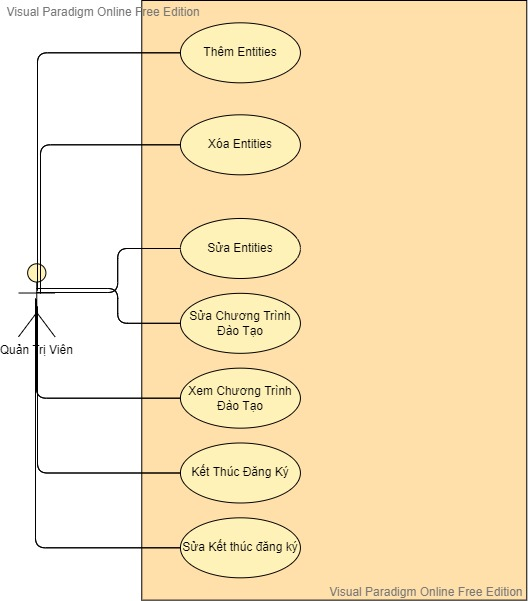 Visual Paradigm Online Free Edition
Thêm Entities
Xóa Entities
Sửa Entities
Sửa Chương Trình
Đào Tạo
Quản Trị Viên
Xem Chương Trình
Đào Tạo
Kết Thúc Đăng Ký
Sửa Kết thúc đăng ký
Visual Paradigm Online Free Edition